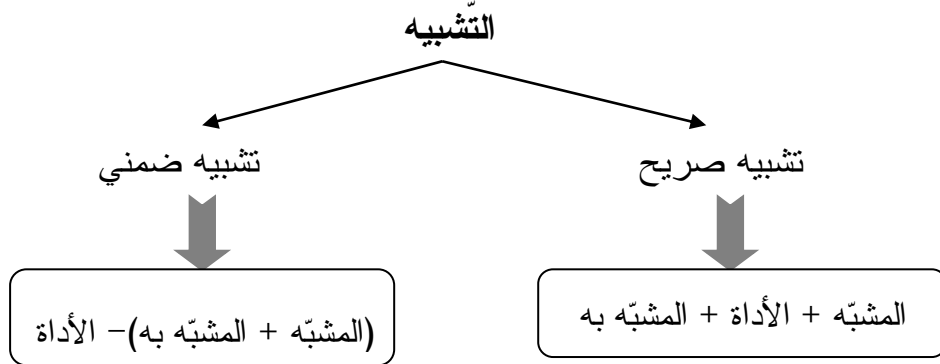 التّشبيه
تشبيه صريح
تشبيه ضمني
المشبّه + الأداة + المشبّه به
(المشبّه + المشبّه به)– الأداة